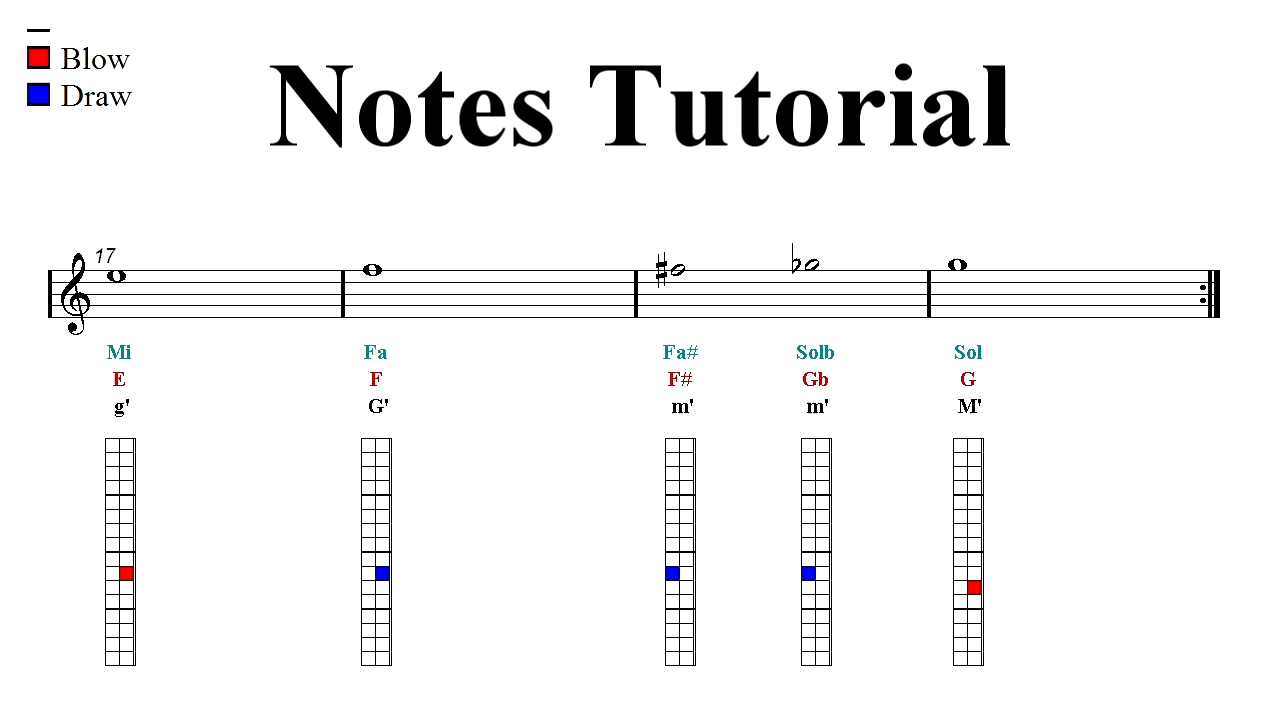 Blow
Draw
Notes Tutorial
17
Mi Fa Fa# Solb Sol
E F F# Gb G
g' G' m' m' M'